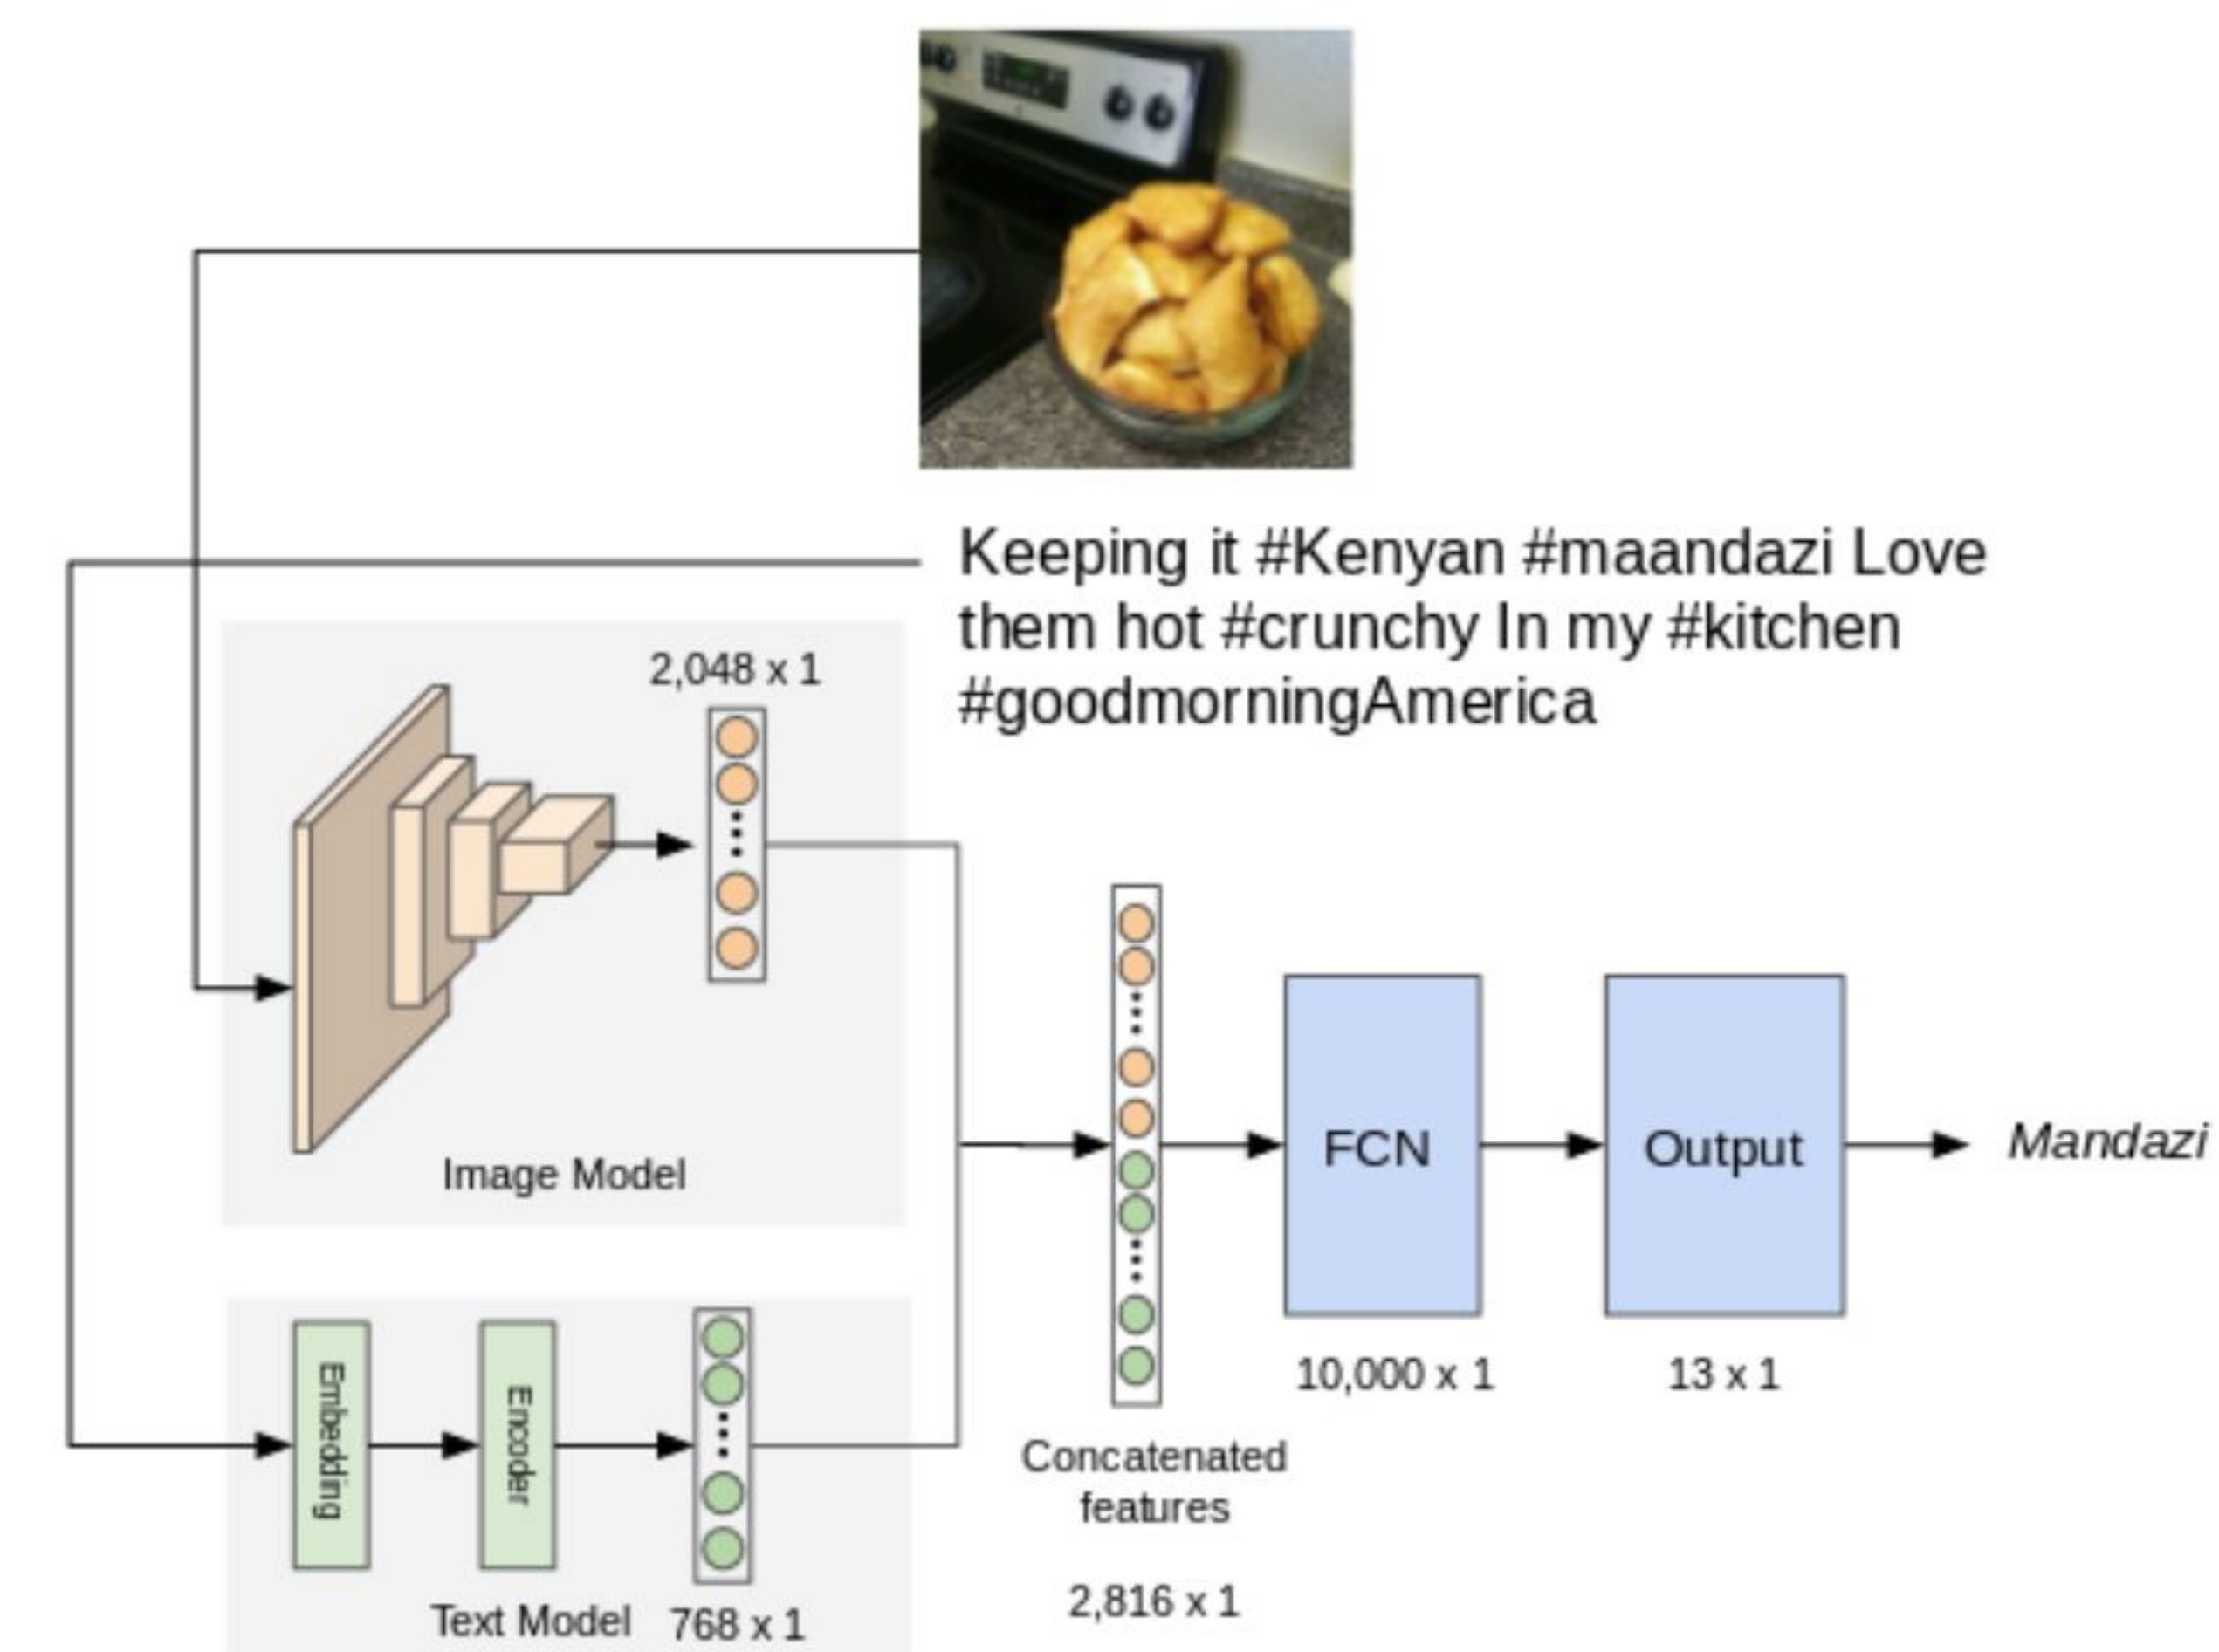 Keeping it #Kenyan #maandazi Love
them hot #crunchy In my #kitchen
#goodmorningAmerica
2,048 x 1
Image Model
Embedding
Encoder
Text Model
768 x 1
Concatenated
features
2,816 x 1
FCN
10,000 x 1
Output
13 x 1
Mandazi